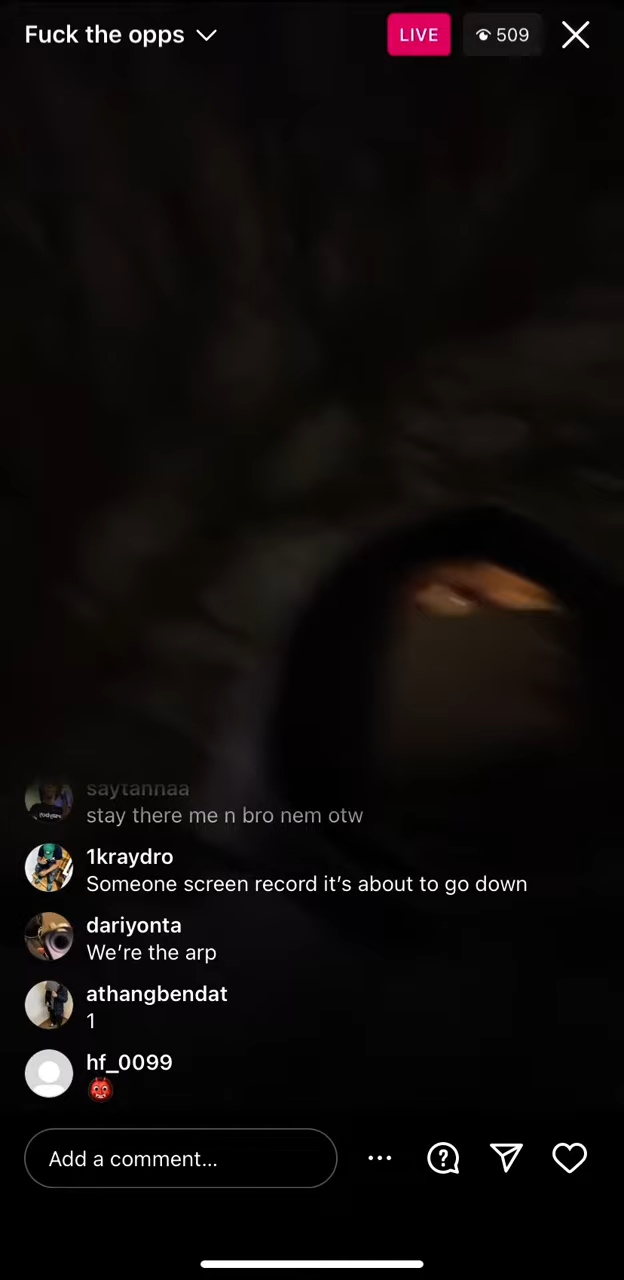 Fuck the opps
LIVE
509
saytannaa
stay there me n bro nem otw
1kraydro
Someone screen record it’s about to go down
dariyonta
We’re the arp
athangbendat
1
hf_0099
👹
Add a comment...